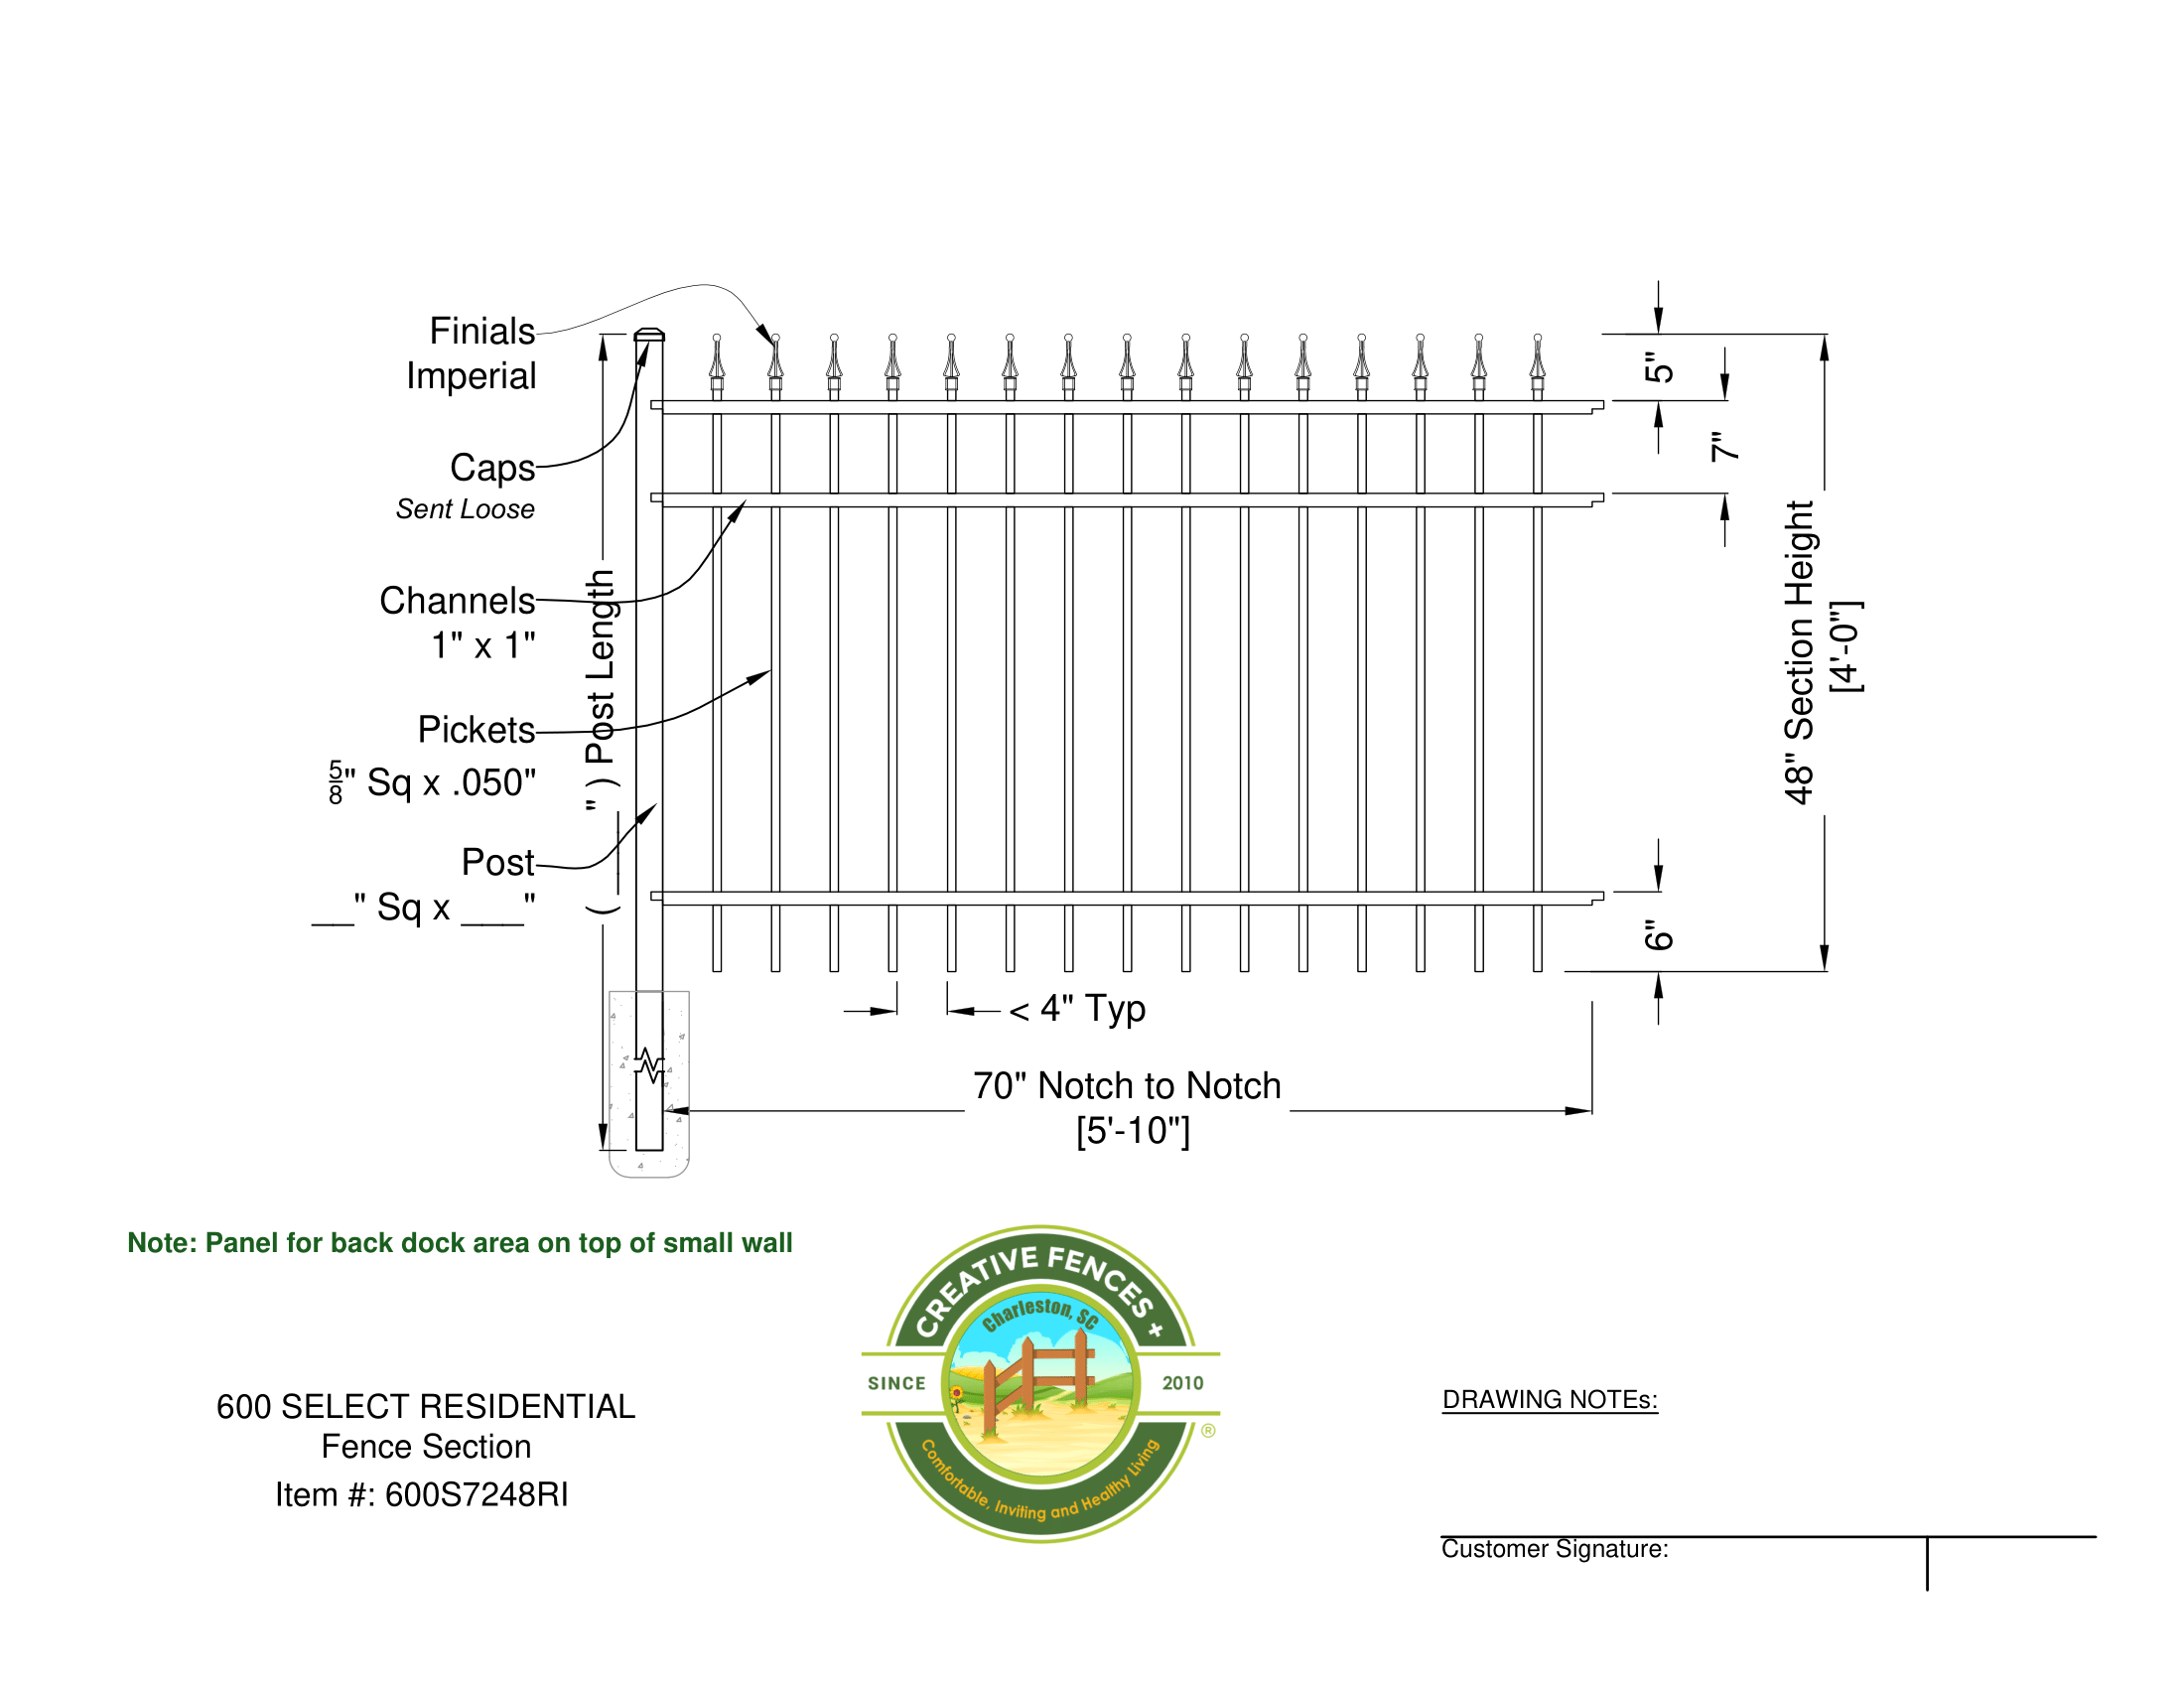 Finials
Imperial
Caps
Sent Loose
Channels
1" x 1"
Pickets
5/8" Sq x .050"
Post
__" Sq x ___"
(____") Post Length
5"
7"
48" Section Height
[4'-0"]
6"
< 4" Typ
70" Notch to Notch
[5'-10"]
Note: Panel for back dock area on top of small wall
600 SELECT RESIDENTIAL
Fence Section
Item #: 600S7248RI
CREATIVE FENCES +
Charleston, SC
SINCE 2010
®
Comfortable, Inviting and Healthy Living
DRAWING NOTEs:
Customer Signature: